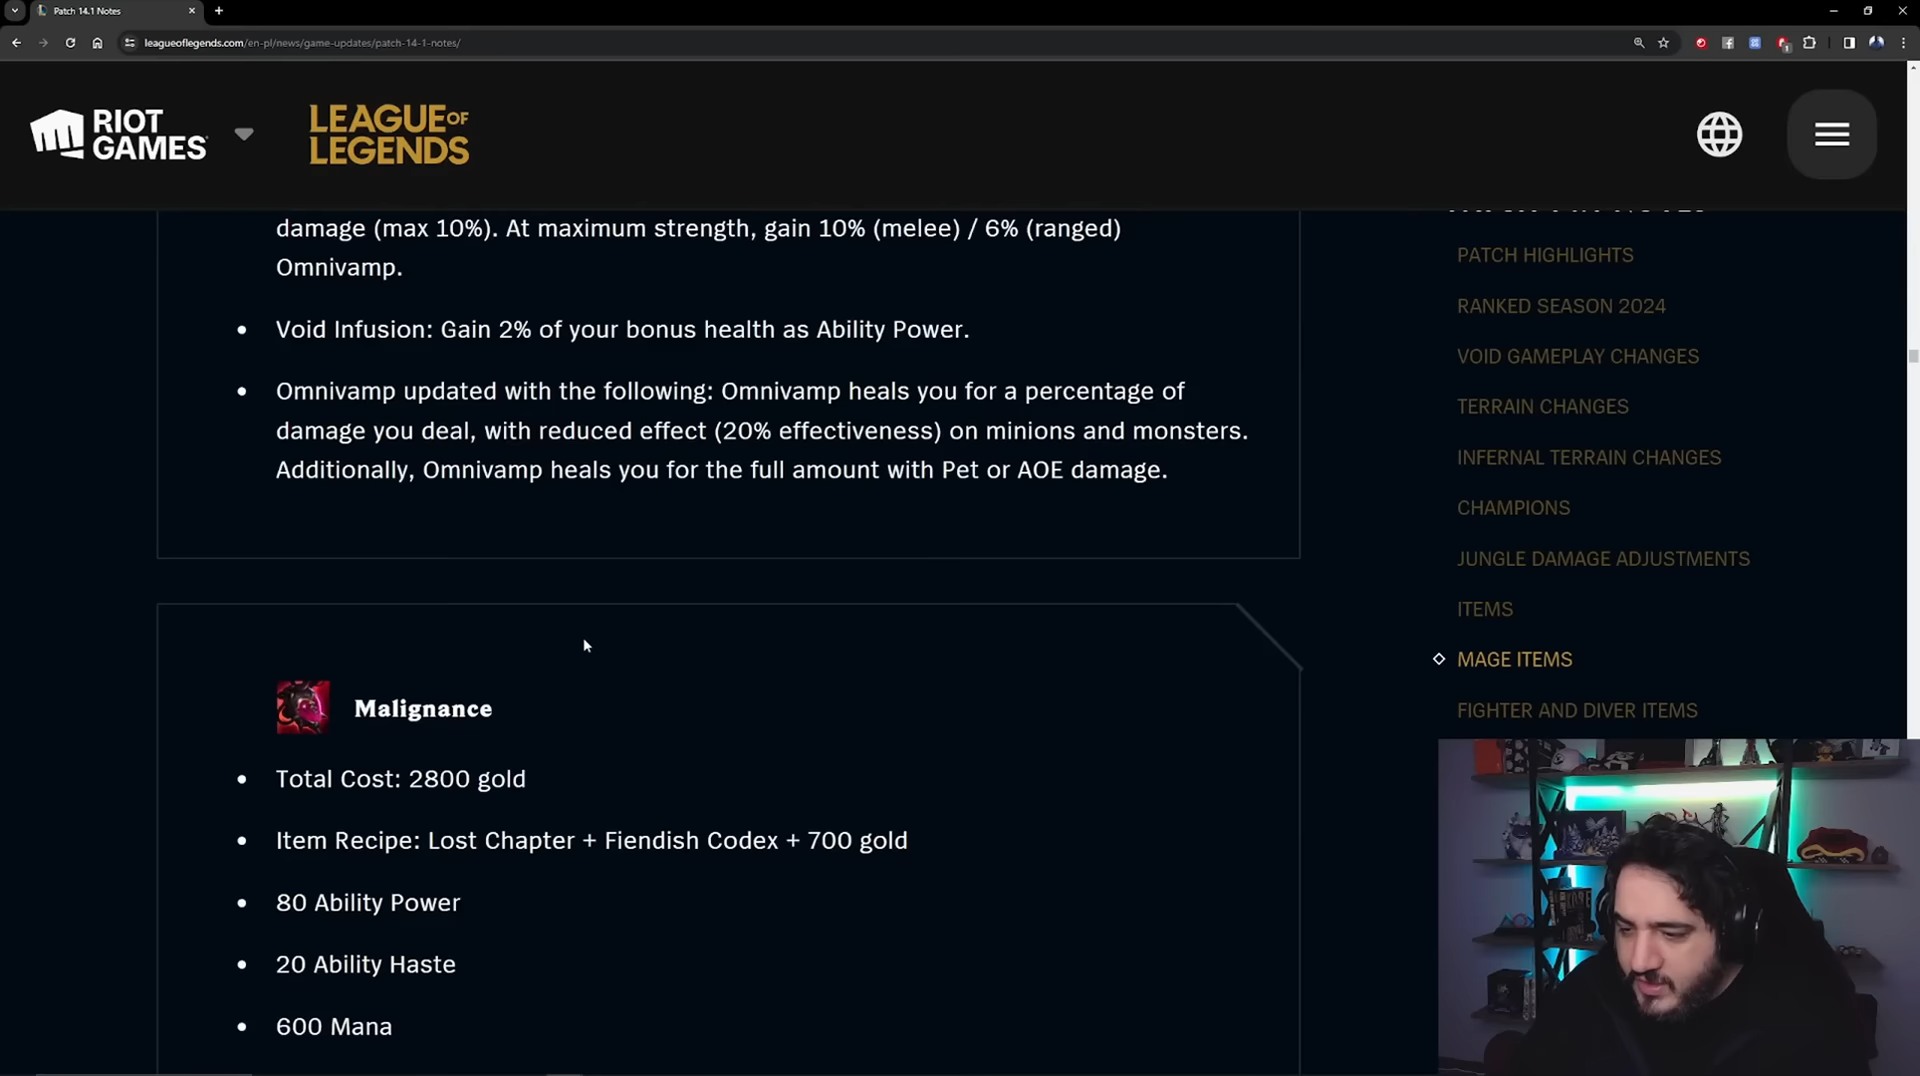 Patch 14.1 Notes
leagueoflegends.com/en-pl/news/game-updates/patch-14-1-notes/
RIOT
GAMES
LEAGUE OF
LEGENDS
damage (max 10%). At maximum strength, gain 10% (melee) / 6% (ranged)
Omnivamp.
Void Infusion: Gain 2% of your bonus health as Ability Power.
Omnivamp updated with the following: Omnivamp heals you for a percentage of
damage you deal, with reduced effect (20% effectiveness) on minions and monsters.
Additionally, Omnivamp heals you for the full amount with Pet or AOE damage.
Malignance
Total Cost: 2800 gold
Item Recipe: Lost Chapter + Fiendish Codex + 700 gold
80 Ability Power
20 Ability Haste
600 Mana
PATCH HIGHLIGHTS
RANKED SEASON 2024
VOID GAMEPLAY CHANGES
TERRAIN CHANGES
INFERNAL TERRAIN CHANGES
CHAMPIONS
JUNGLE DAMAGE ADJUSTMENTS
ITEMS
MAGE ITEMS
FIGHTER AND DIVER ITEMS